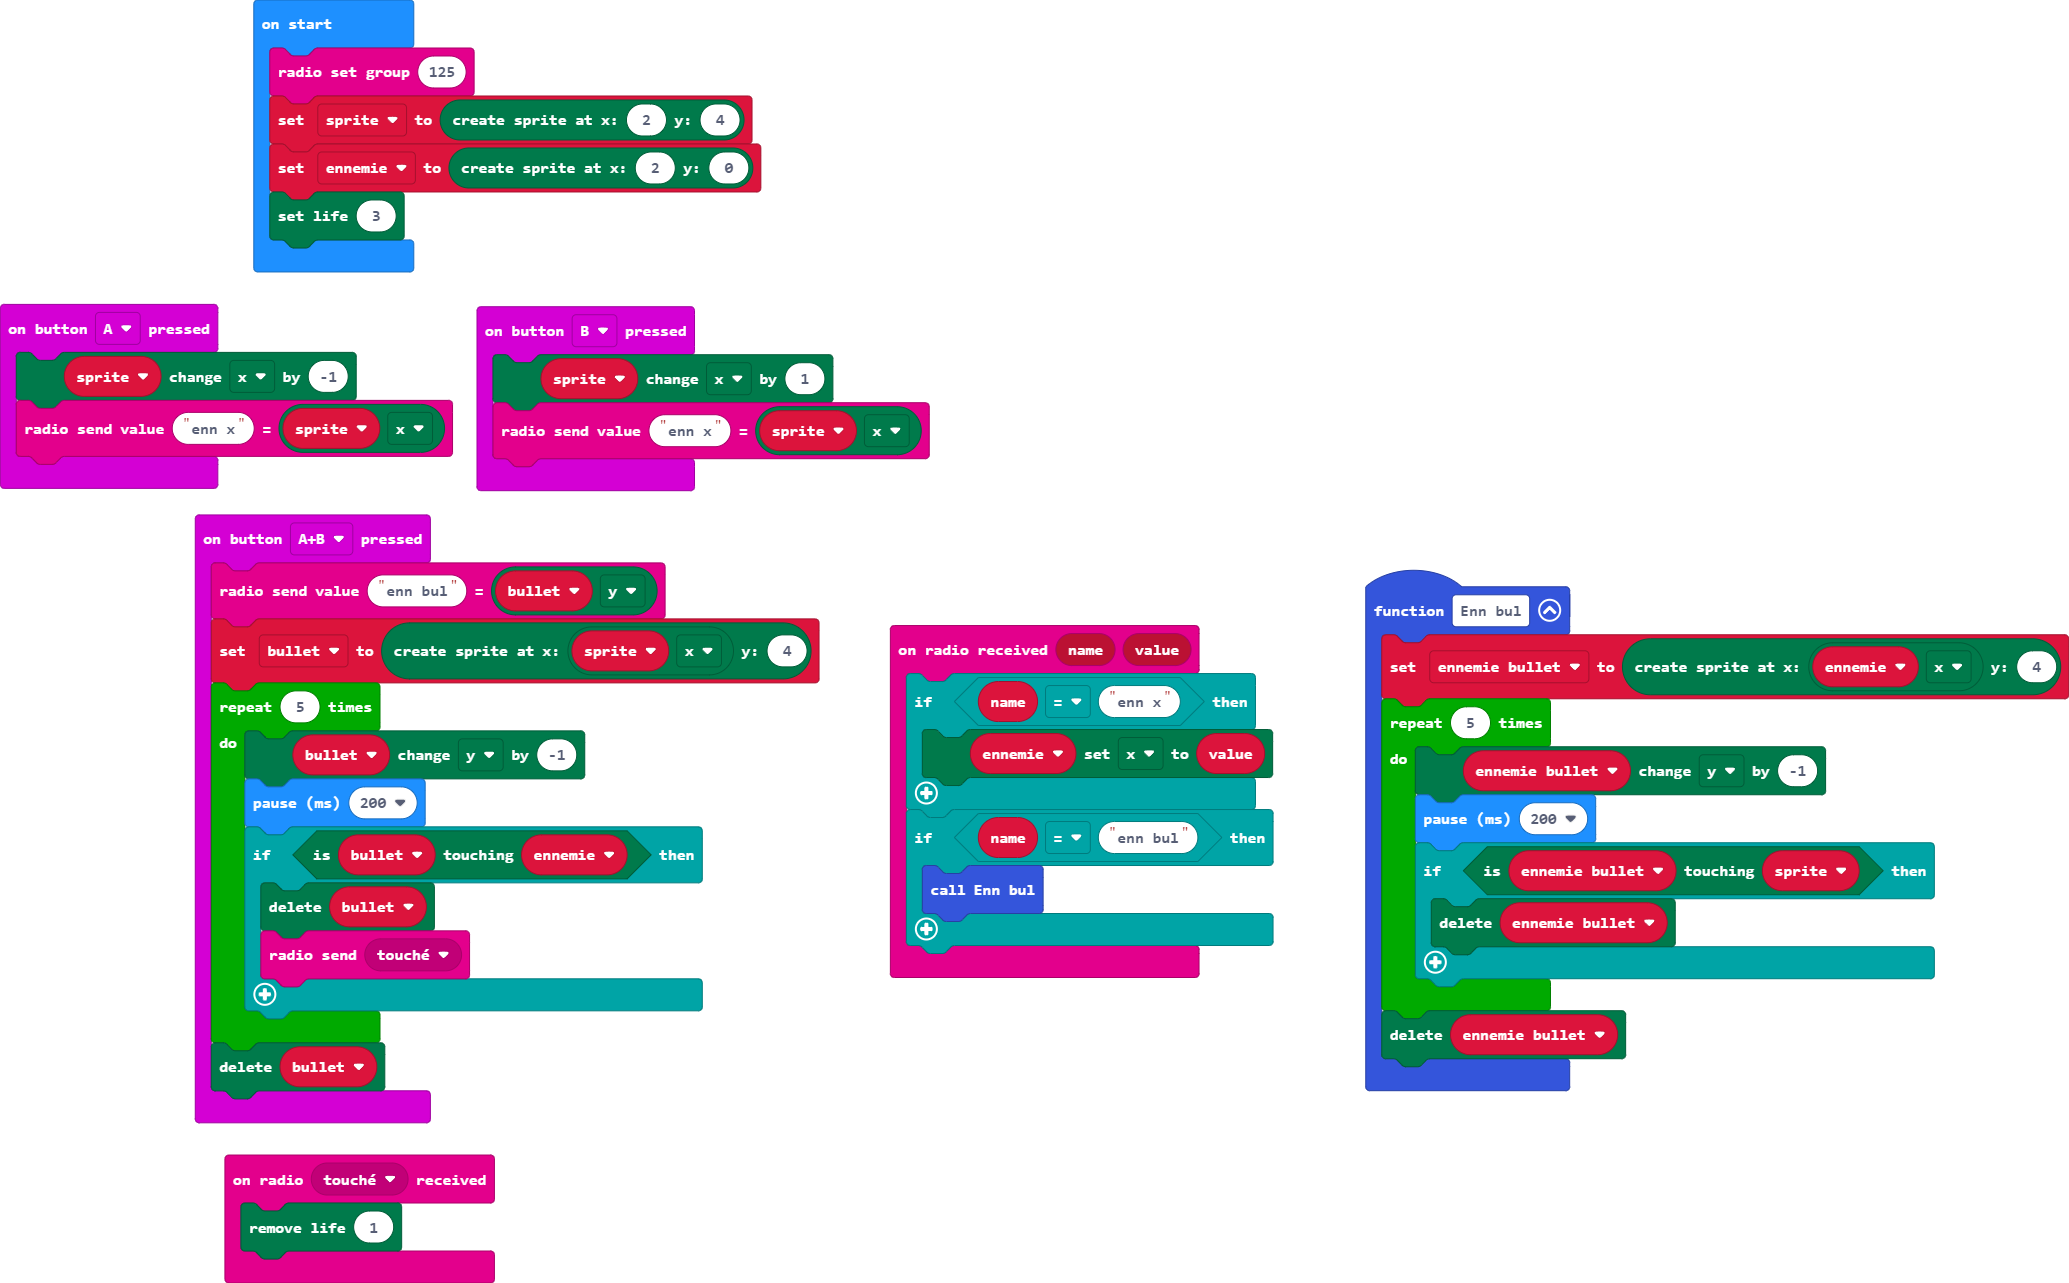 on start
radio set group 125
set sprite to create sprite at x: 2 y: 4
set ennemie to create sprite at x: 2 y: 0
set life 3
on button A pressed
sprite change x by -1
radio send value "enn x" = sprite x
on button B pressed
sprite change x by 1
radio send value "enn x" = sprite x
on button A+B pressed
radio send value "enn bul" = bullet y
set bullet to create sprite at x: sprite x y: 4
repeat 5 times
do
bullet change y by -1
pause (ms) 200
if is bullet touching ennemie then
delete bullet
radio send touché
delete bullet
on radio received name value
if name = "enn x" then
ennemie set x to value
if name = "enn bul" then
call Enn bul
function Enn bul
set ennemie bullet to create sprite at x: ennemie x y: 4
repeat 5 times
do
ennemie bullet change y by -1
pause (ms) 200
if is ennemie bullet touching sprite then
delete ennemie bullet
delete ennemie bullet
on radio touché received
remove life 1